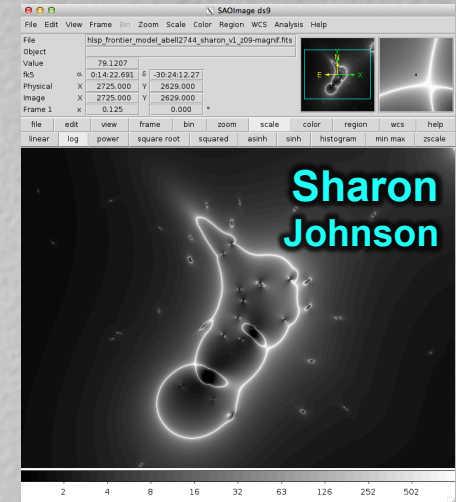 SAOImage ds9
File Edit View Frame Bin Zoom Scale Color Region WCS Analysis Help
File hlsp_frontier_model_abell2744_sharon_v1_z09-magnif.fits
Object
Value 79.1207
fk5 α 0:14:22.691 δ -30:24:12.27
Physical X 2725.000 Y 2629.000
Image X 2725.000 Y 2629.000
Frame 1 x 0.125 0.000 °
N
E X
file edit view frame bin zoom scale color region wcs help
linear log power square root squared asinh sinh histogram min max zscale
Sharon
Johnson
2 4 8 16 32 63 126 252 502